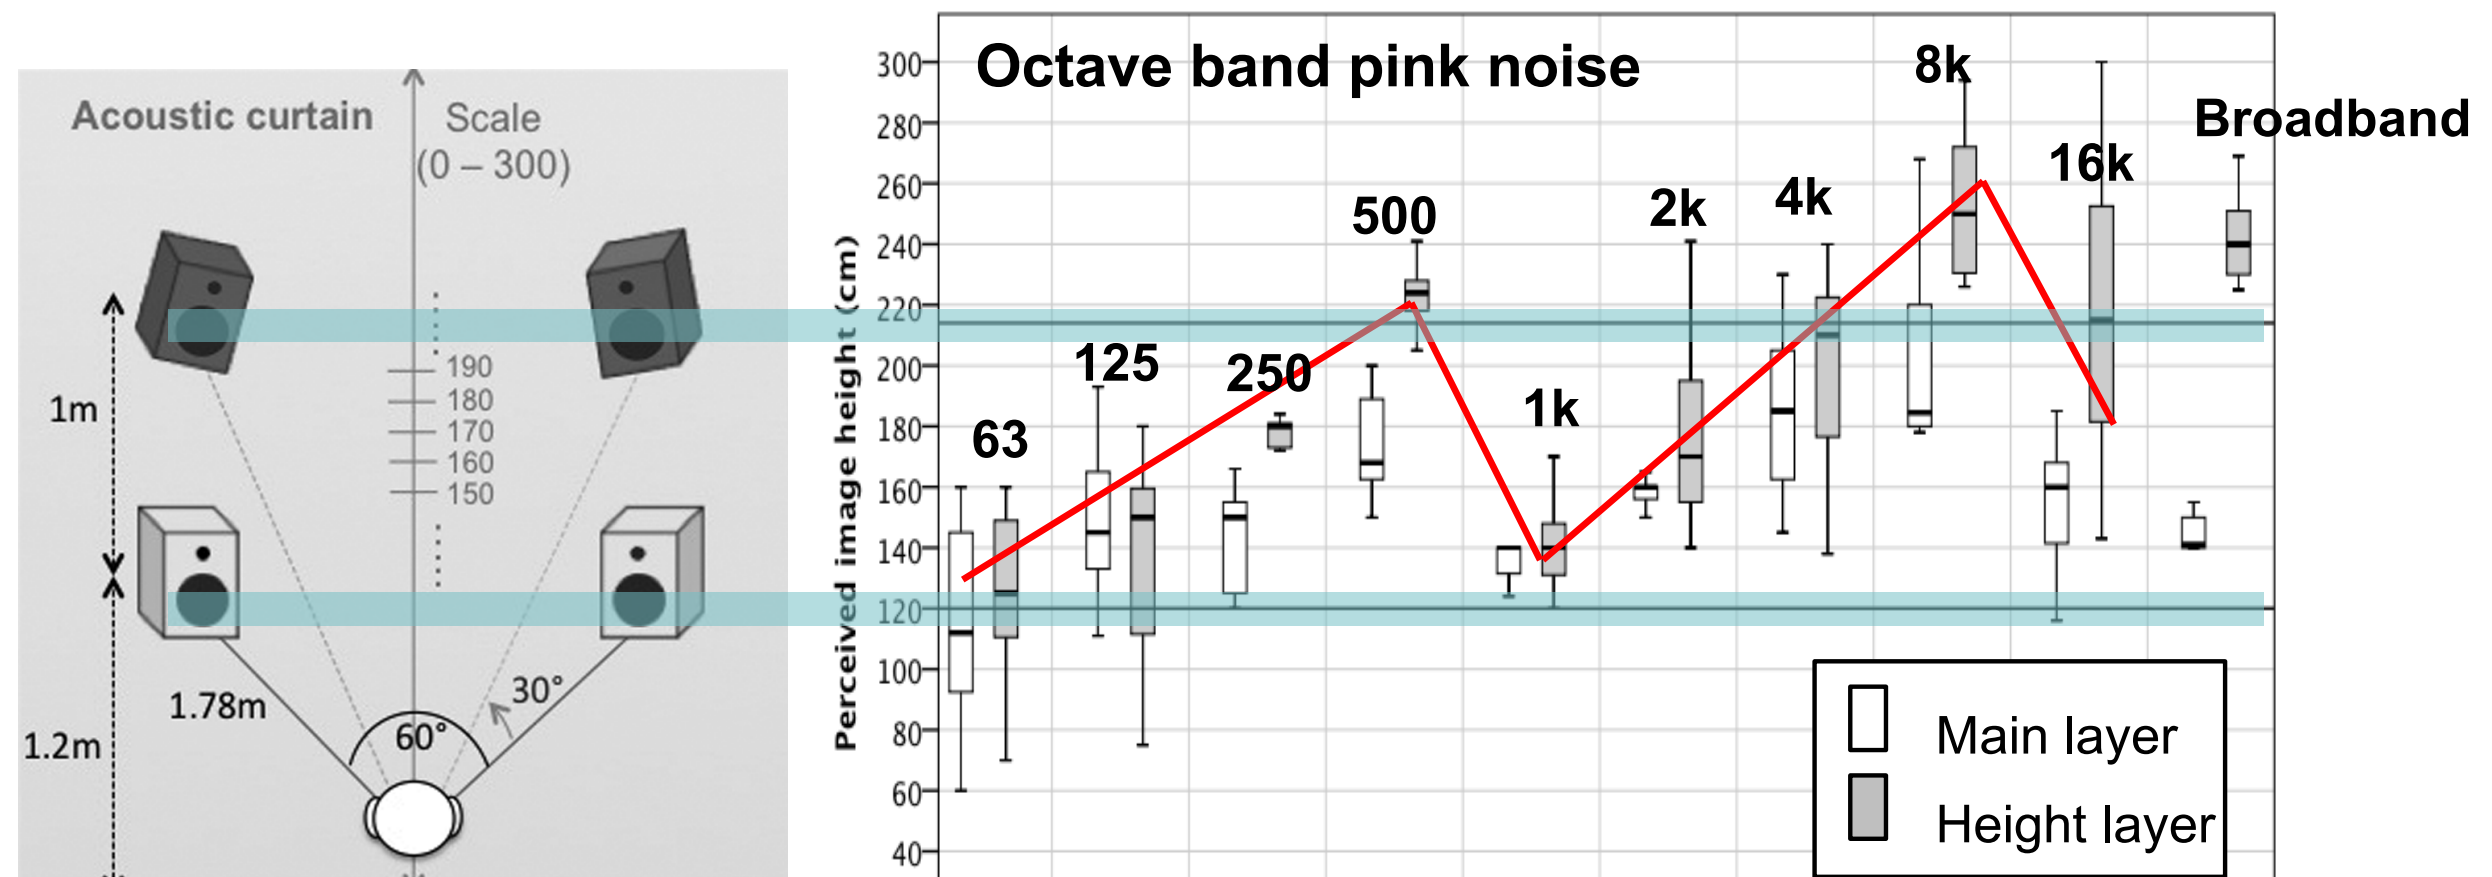 Acoustic curtain
Scale
(0 – 300)
190
180
170
160
150
1m
1.2m
1.78m
60°
30°
Octave band pink noise
Perceived image height (cm)
300
280
260
240
220
200
180
160
140
120
100
80
60
40
63
125
250
500
1k
2k
4k
8k
16k
Broadband
Main layer
Height layer